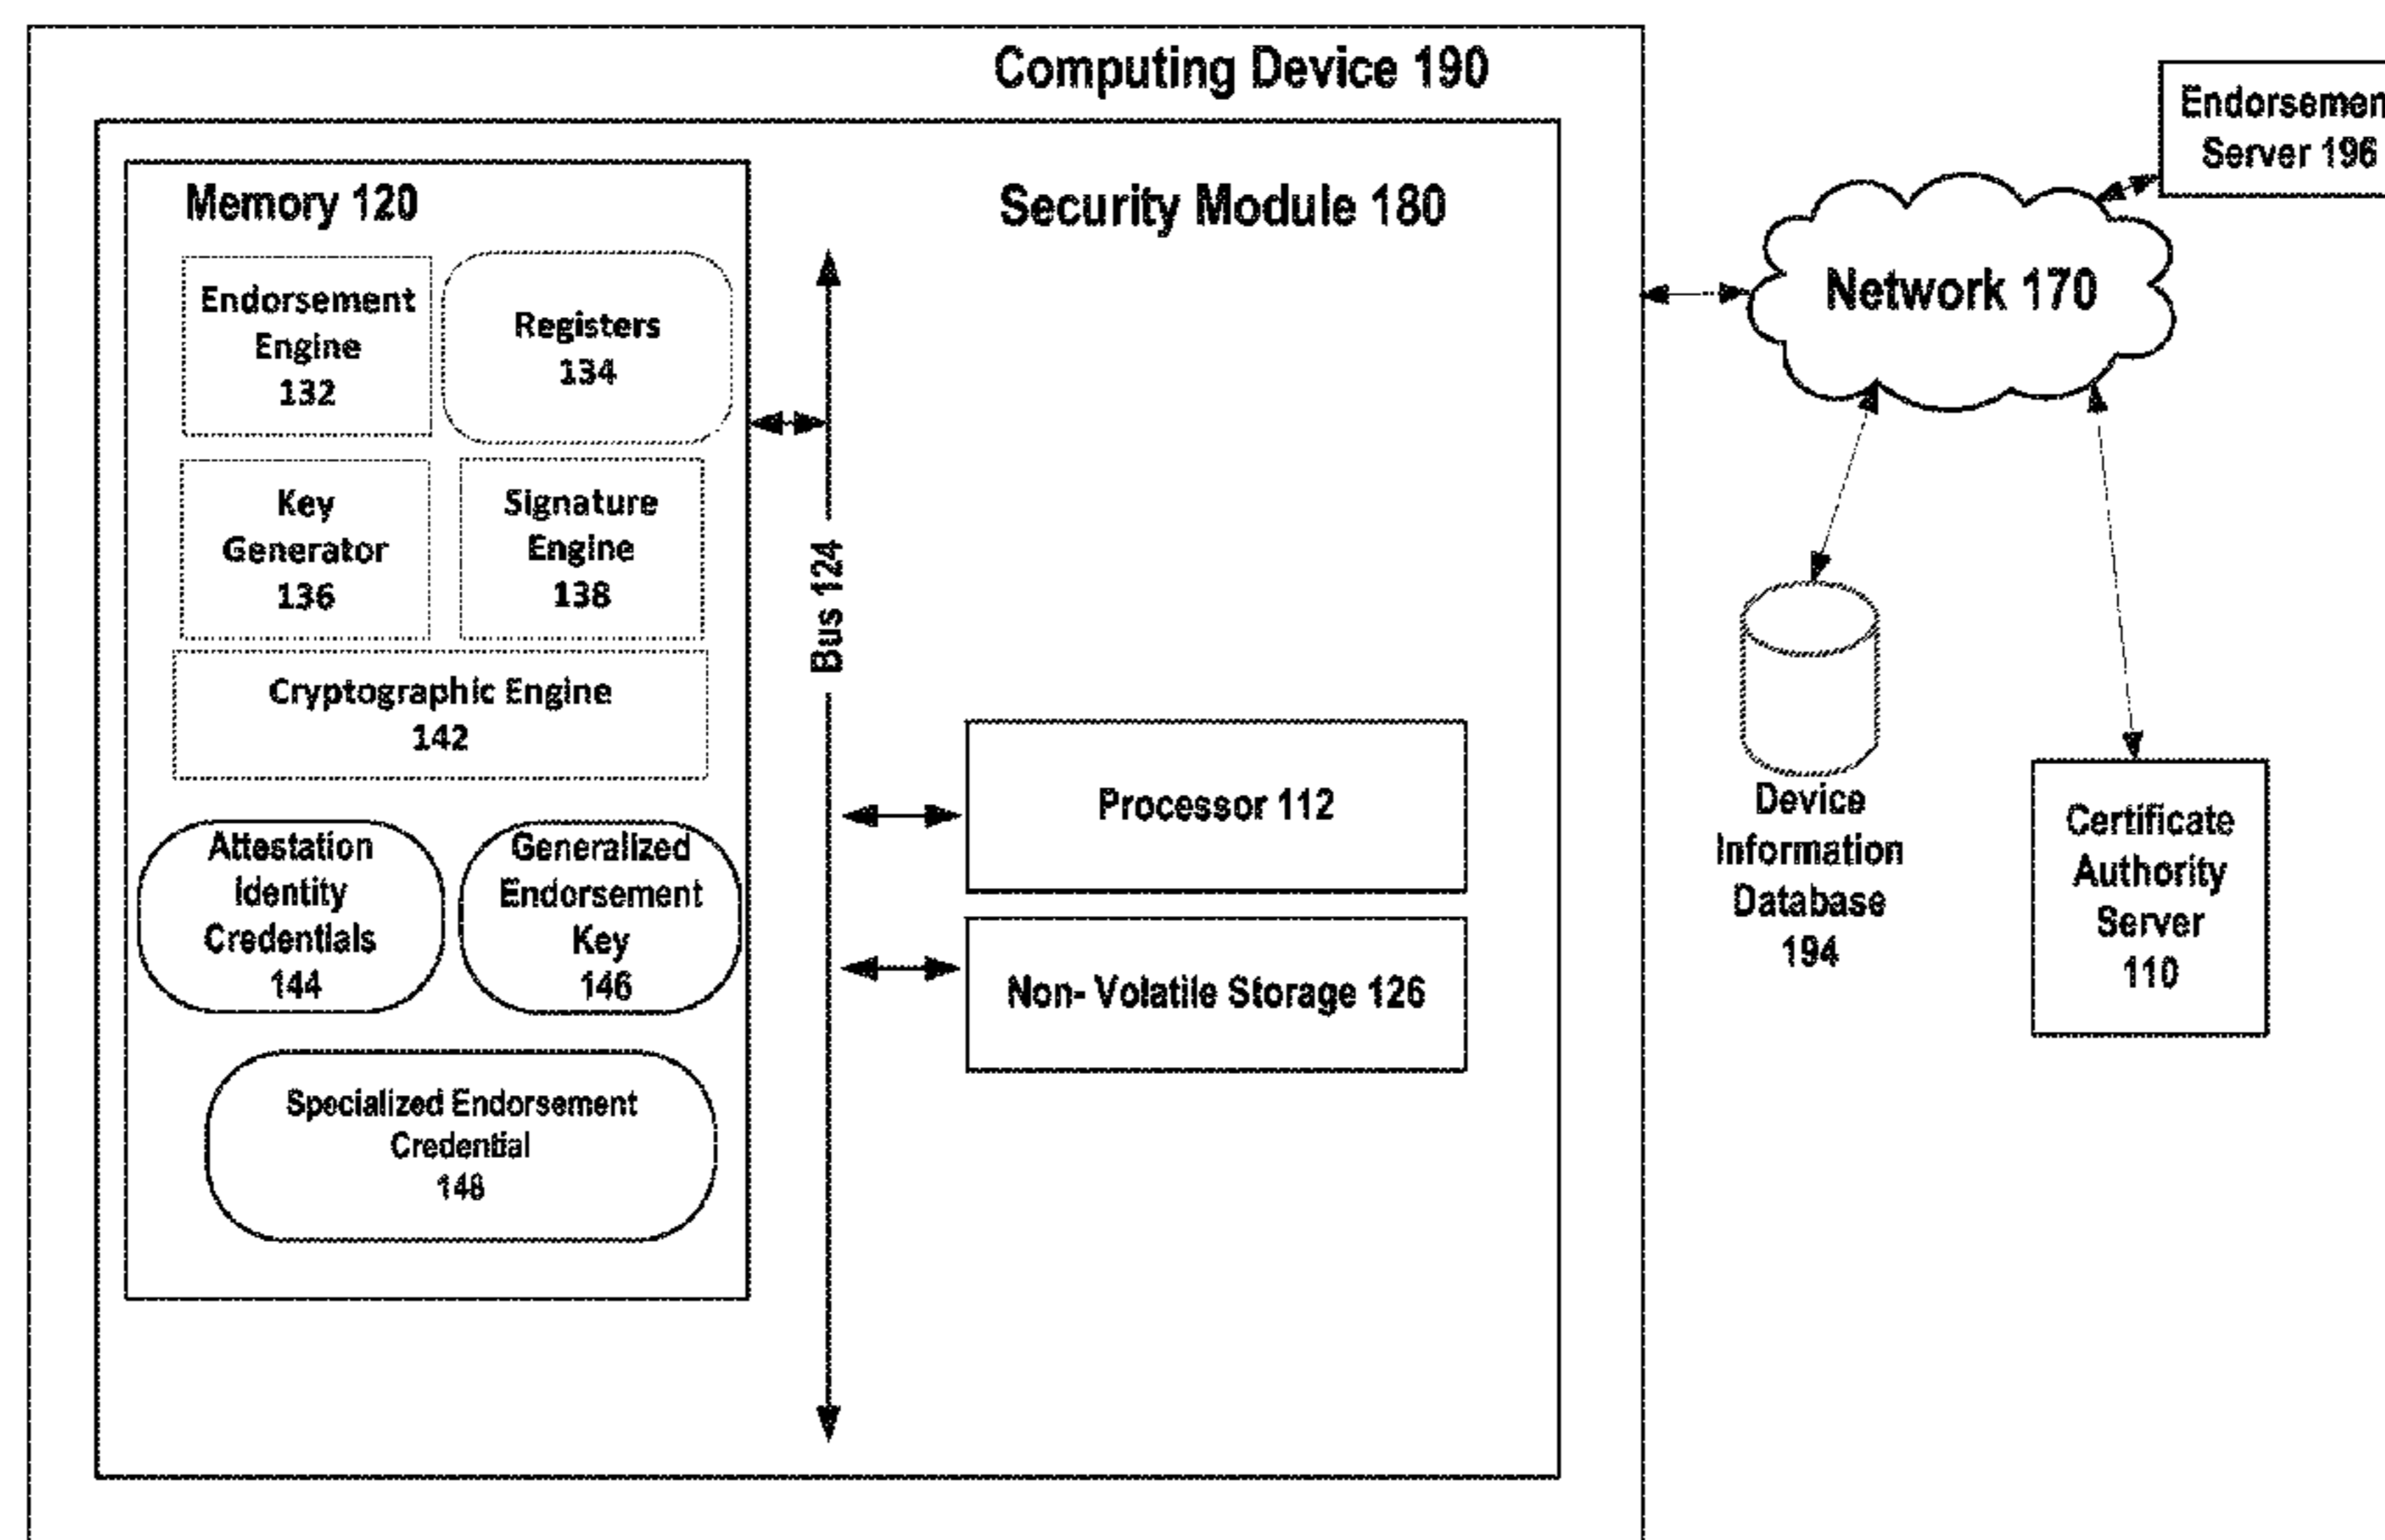 Computing Device 190
Endorsemen
Server 196
Memory 120
Security Module 180
Endorsement
Engine
132
Registers
134
Network 170
Key
Generator
136
Signature
Engine
138
Bus 124
Cryptographic Engine
142
Processor 112
Attestation
Identity
Credentials
144
Generalized
Endorsement
Key
146
Non- Volatile Storage 126
Device
Information
Database
194
Certificate
Authority
Server
110
Specialized Endorsement
Credential
148